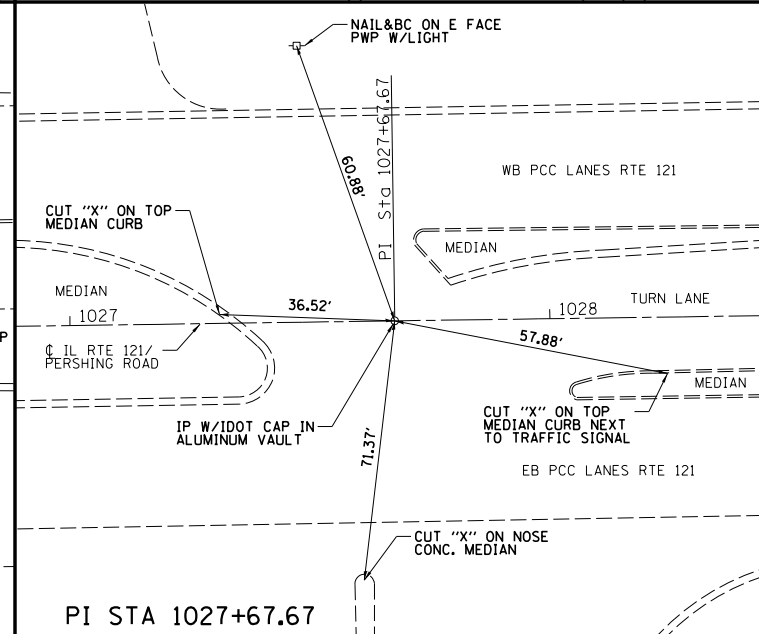 NAIL&BC ON E FACE
PWP W/LIGHT
PI Sta 1027+67.67
60.88'
WB PCC LANES RTE 121
CUT "X" ON TOP
MEDIAN CURB
MEDIAN
MEDIAN
1027
36.52'
1028
TURN LANE
P
℄ IL RTE 121/
PERSHING ROAD
57.88'
MEDIAN
IP W/IDOT CAP IN
ALUMINUM VAULT
71.37'
CUT "X" ON TOP
MEDIAN CURB NEXT
TO TRAFFIC SIGNAL
EB PCC LANES RTE 121
CUT "X" ON NOSE
CONC. MEDIAN
PI STA 1027+67.67